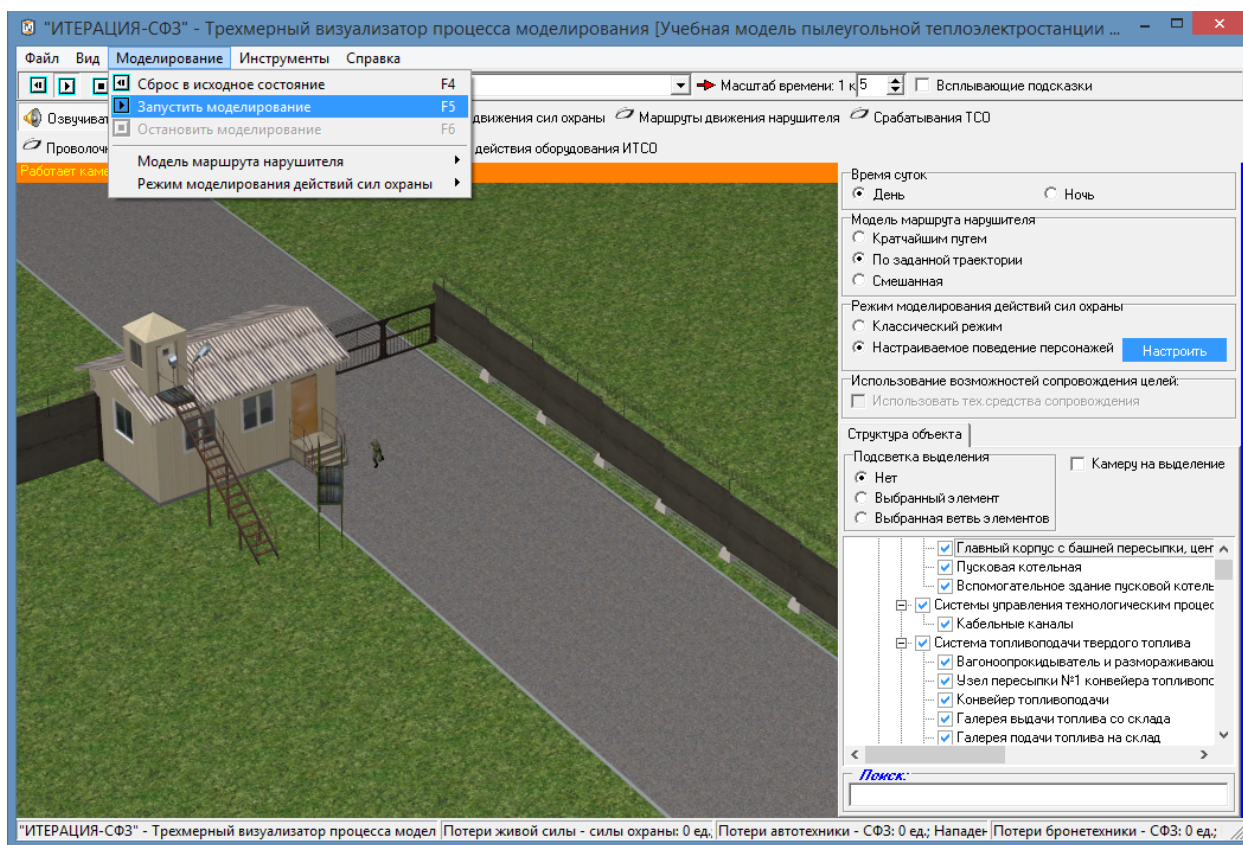 "ИТЕРАЦИЯ-СФЗ" - Трехмерный визуализатор процесса моделирования [Учебная модель пылеугольной теплоэлектростанции ...
Файл Вид Моделирование Инструменты Справка
Сброс в исходное состояние F4
Запустить моделирование F5
Остановить моделирование F6
Модель маршрута нарушителя
Режим моделирования действий сил охраны
Масштаб времени: 1 к 5 Всплывающие подсказки
Озвучиват движения сил охраны Маршруты движения нарушителя Срабатывания ТСО
Проволочн действия оборудования ИТСО
Работает каме
Время суток
День Ночь
Модель маршрута нарушителя
Кратчайшим путем
По заданной траектории
Смешанная
Режим моделирования действий сил охраны
Классический режим
Настраиваемое поведение персонажей Настроить
Использование возможностей сопровождения целей:
Использовать тех.средства сопровождения
Структура объекта
Подсветка выделения
Камеру на выделение
Нет
Выбранный элемент
Выбранная ветвь элементов
Главный корпус с башней пересыпки, цен
Пусковая котельная
Вспомогательное здание пусковой котель
Системы управления технологическим процес
Кабельные каналы
Система топливоподачи твердого топлива
Вагоноопрокидыватель и размораживающ
Узел пересыпки №1 конвейера топливопо
Конвейер топливоподачи
Галерея выдачи топлива со склада
Галерея подачи топлива на склад
Поиск:
"ИТЕРАЦИЯ-СФЗ" - Трехмерный визуализатор процесса модел Потери живой силы - силы охраны: 0 ед.; Потери автотехники - СФЗ: 0 ед.; Нападен Потери бронетехники - СФЗ: 0 ед.;